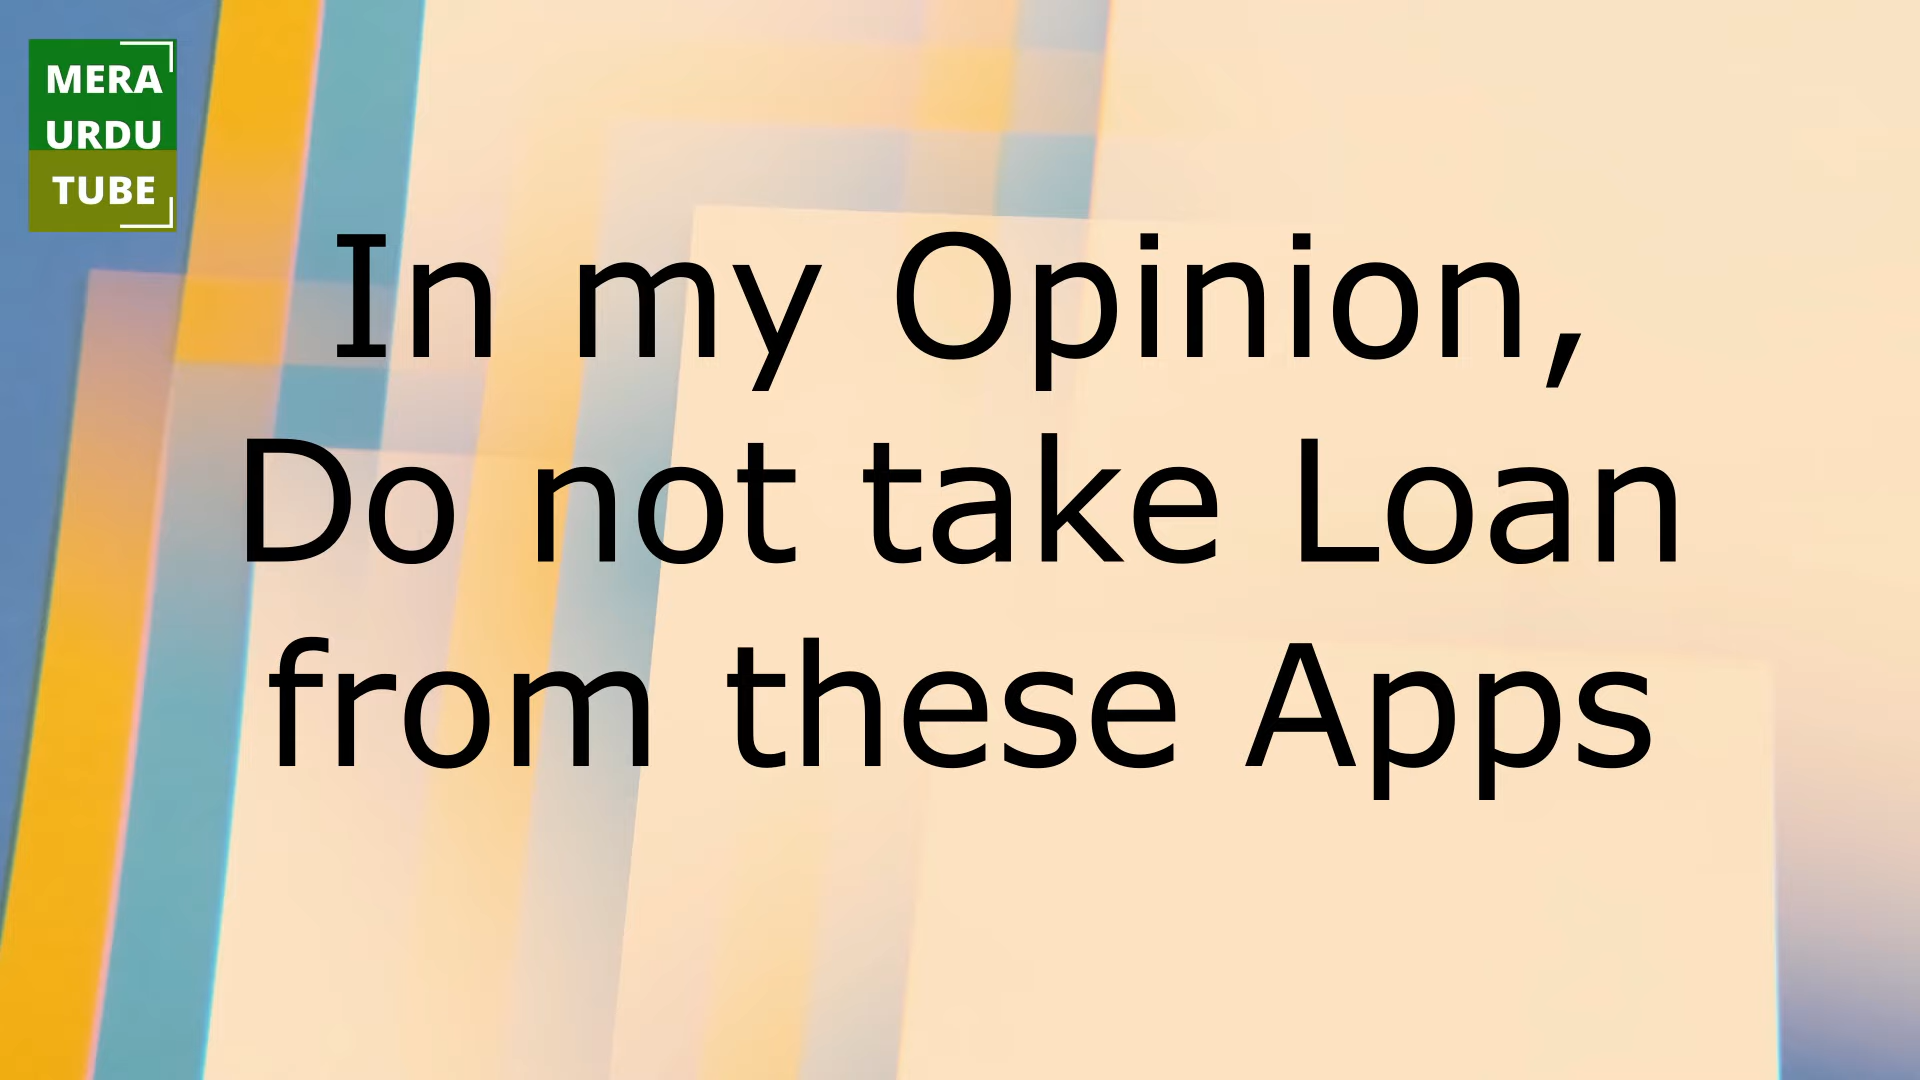 MERA
URDU
TUBE
In my Opinion,
Do not take Loan
from these Apps